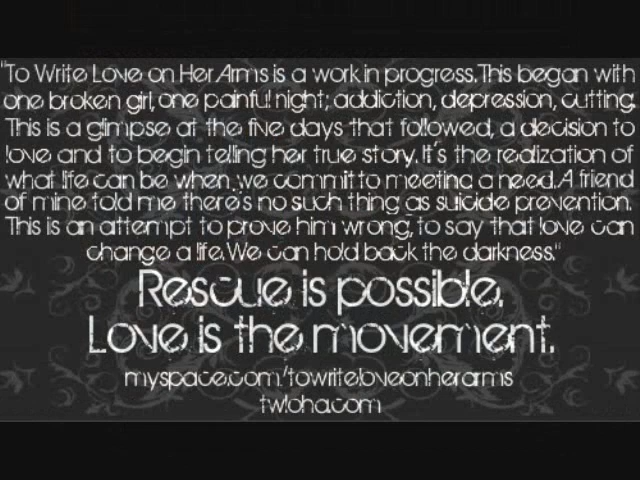 "To Write Love on Her Arms is a work in progress. This began with
one broken girl, one painful night; addiction, depression, cutting.
This is a glimpse at the five days that followed, a decision to
love and to begin telling her true story. It's the realization of
what life can be when we commit to meeting a need. A friend
of mine told me there's no such thing as suicide prevention.
This is an attempt to prove him wrong, to say that love can
change a life. We can hold back the darkness."
Rescue is possible.
Love is the movement.
myspace.com/towriteloveonherarms
twloha.com